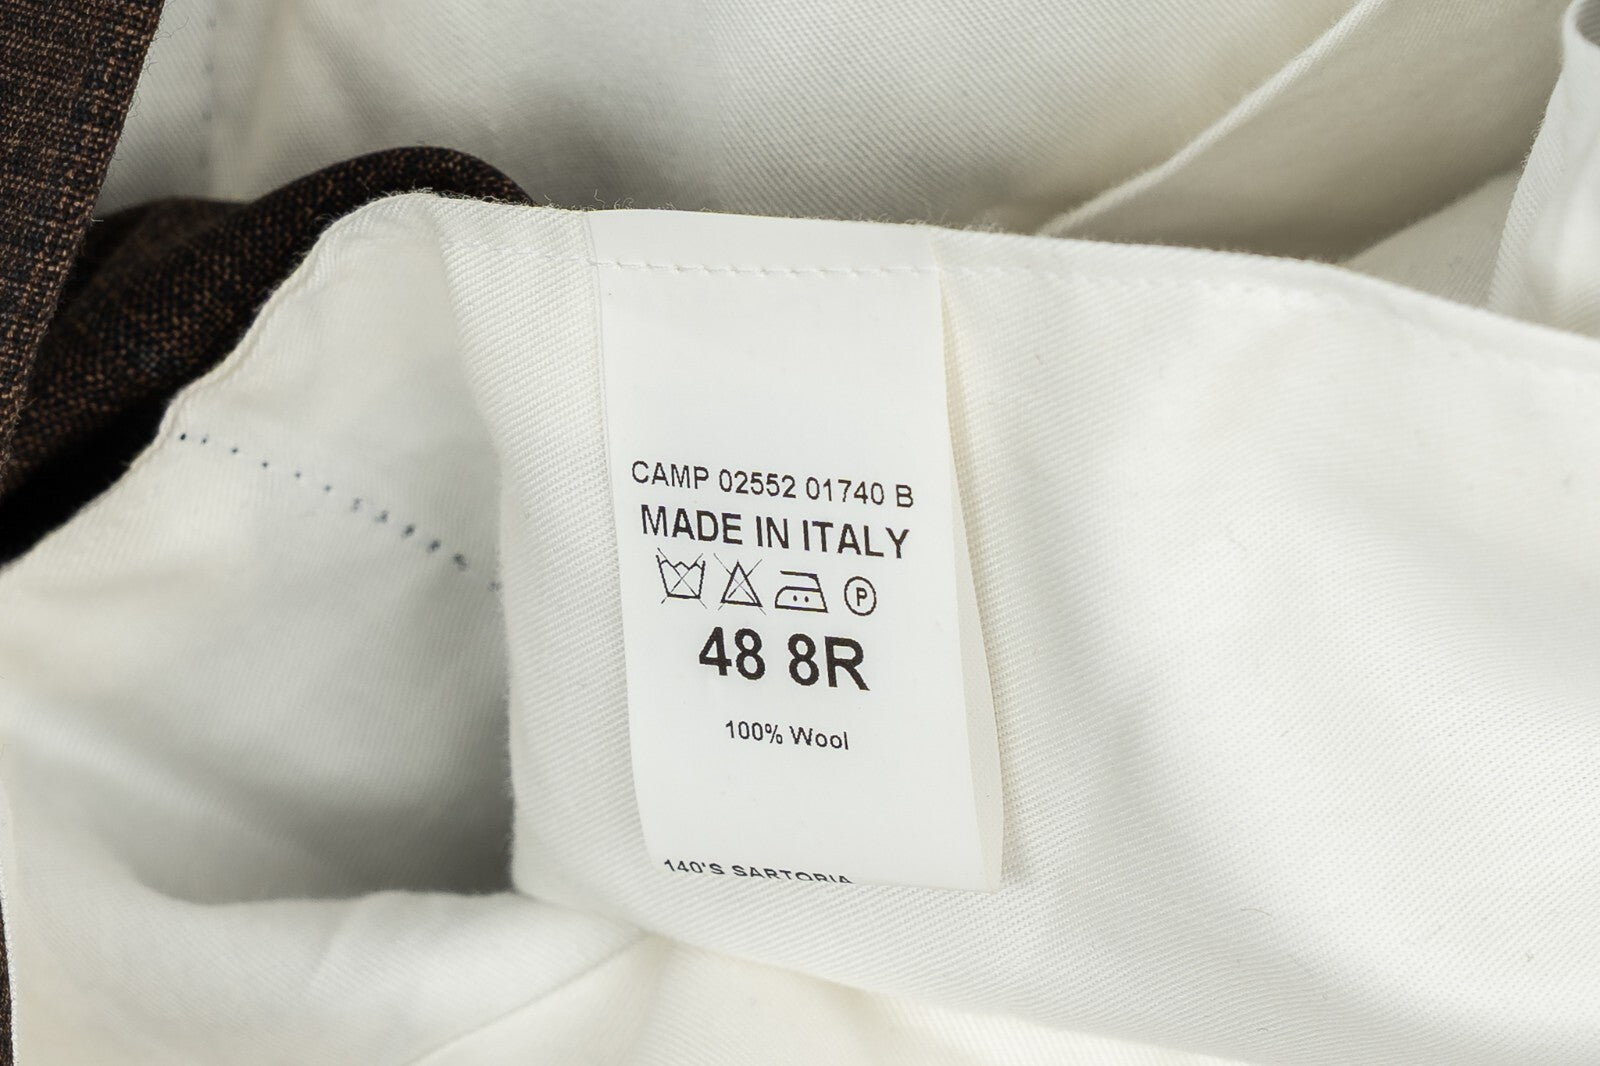 CAMP 02552 01740 B
MADE IN ITALY
P
48 8R
100% Wool
140'S SARTORIA